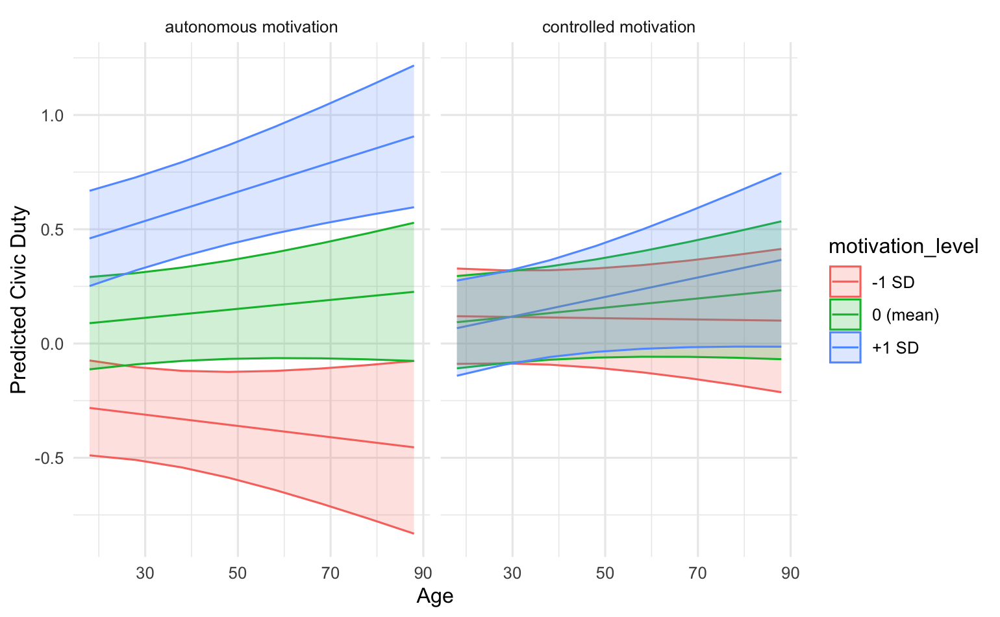 autonomous motivation
controlled motivation
Predicted Civic Duty
1.0
0.5
0.0
-0.5
30 50 70 90
30 50 70 90
Age
motivation_level
-1 SD
0 (mean)
+1 SD